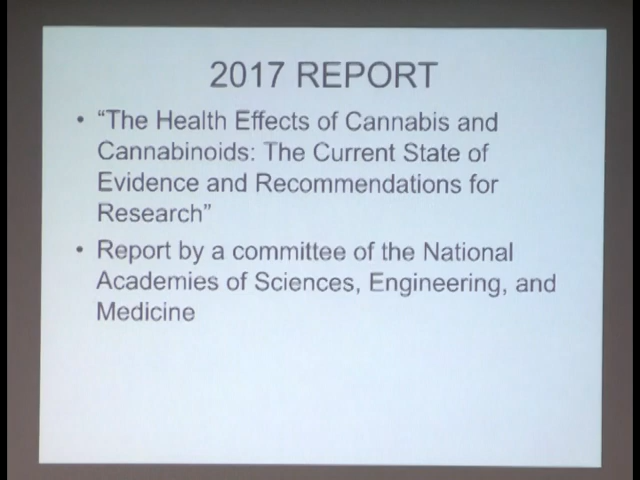 2017 REPORT
• “The Health Effects of Cannabis and
Cannabinoids: The Current State of
Evidence and Recommendations for
Research”
• Report by a committee of the National
Academies of Sciences, Engineering, and
Medicine